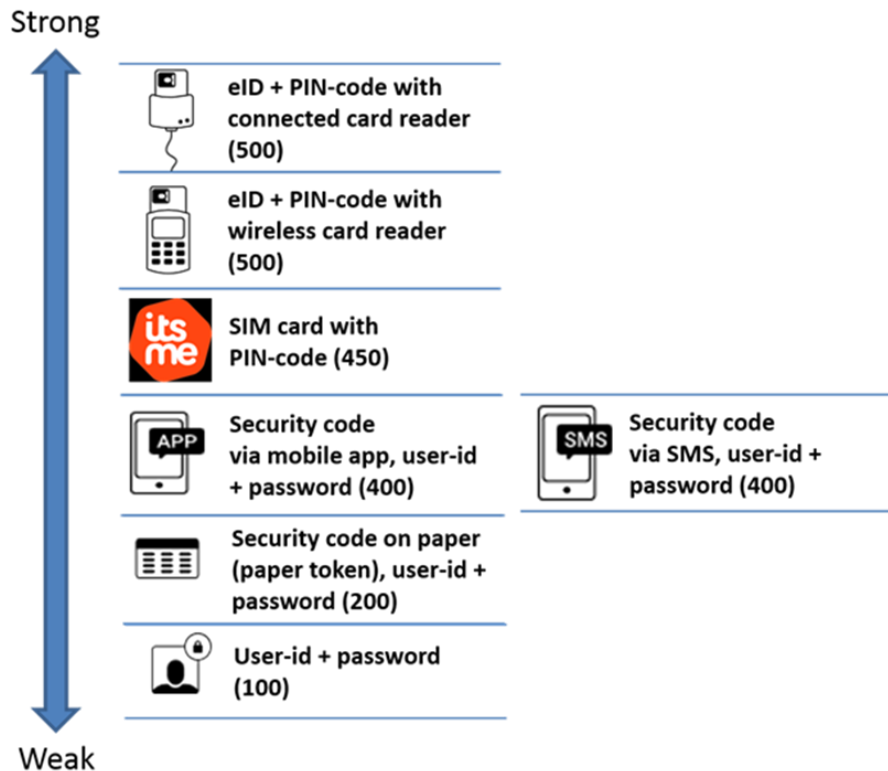 Strong
eID + PIN-code with
connected card reader
(500)
eID + PIN-code with
wireless card reader
(500)
its
me
SIM card with
PIN-code (450)
APP
Security code
via mobile app, user-id
+ password (400)
SMS
Security code
via SMS, user-id +
password (400)
Security code on paper
(paper token), user-id +
password (200)
User-id + password
(100)
Weak